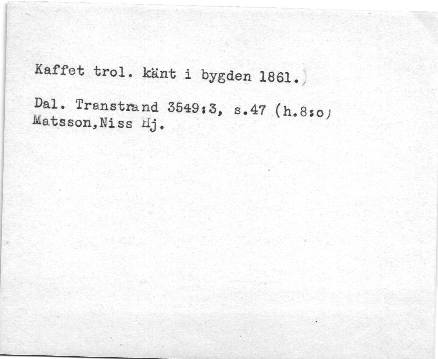 Kaffet trol. känt i bygden 1861.)
Dal. Transtrand 3549:3, s.47 (h.8:o)
Matsson,Niss Hj.